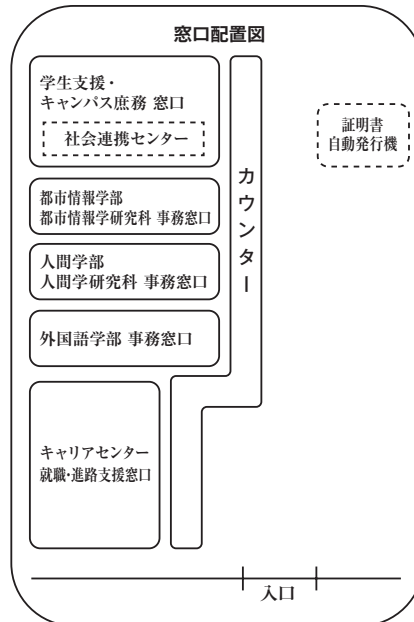 窓口配置図
学生支援・
キャンパス庶務 窓口
社会連携センター
証明書
自動発行機
都市情報学部
都市情報学研究科 事務窓口
カウンター
人間学部
人間学研究科 事務窓口
外国語学部 事務窓口
キャリアセンター
就職・進路支援窓口
入口